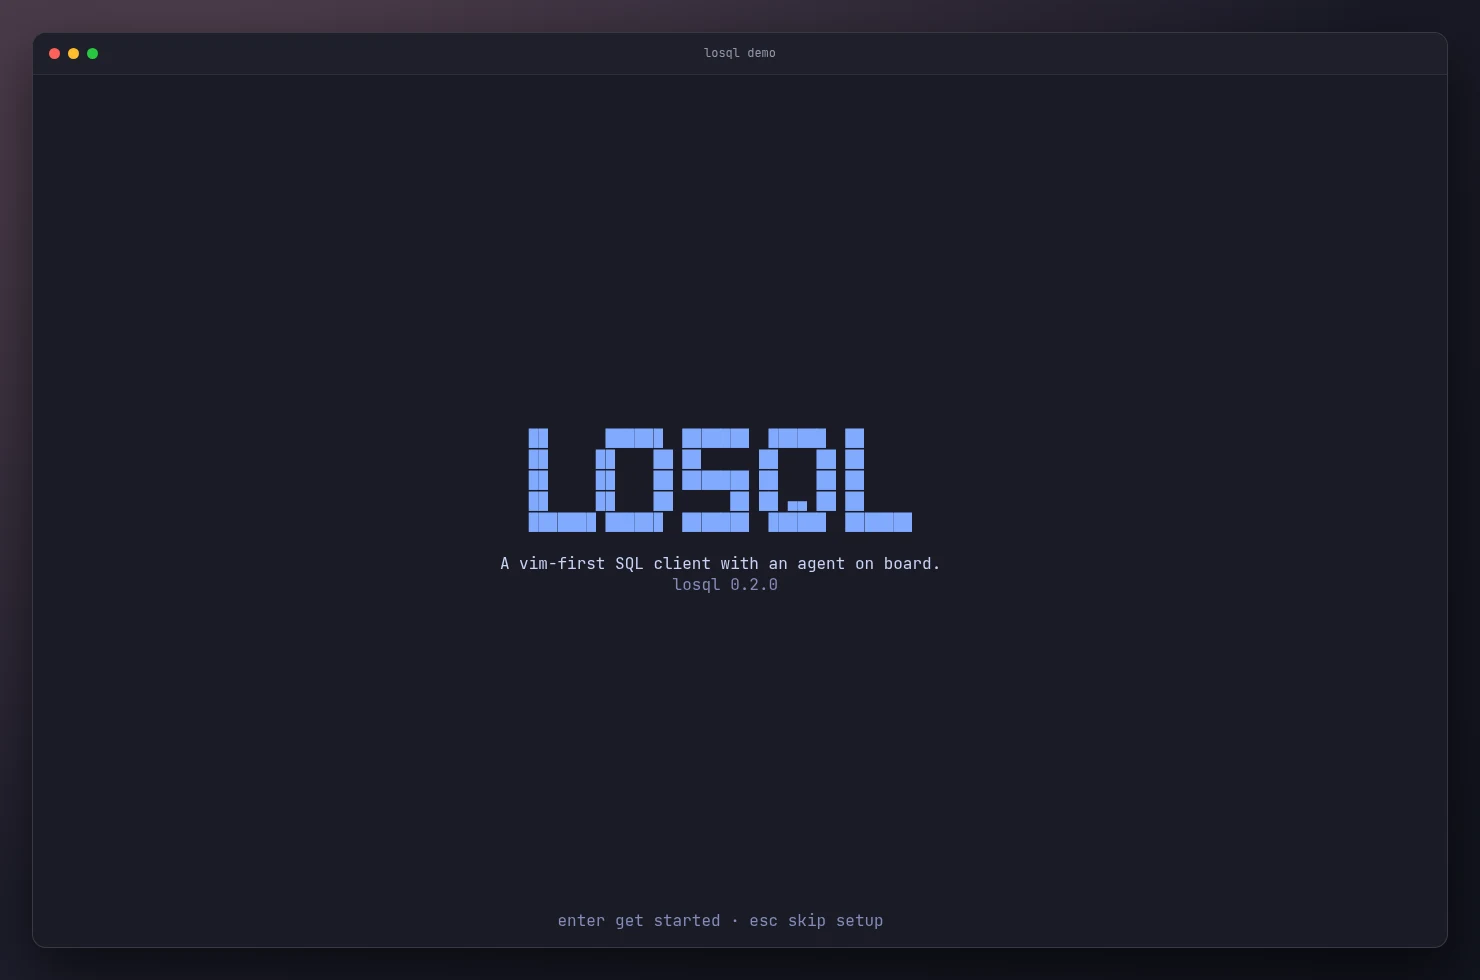 losql demo
LOSQL
A vim-first SQL client with an agent on board.
losql 0.2.0
enter get started · esc skip setup